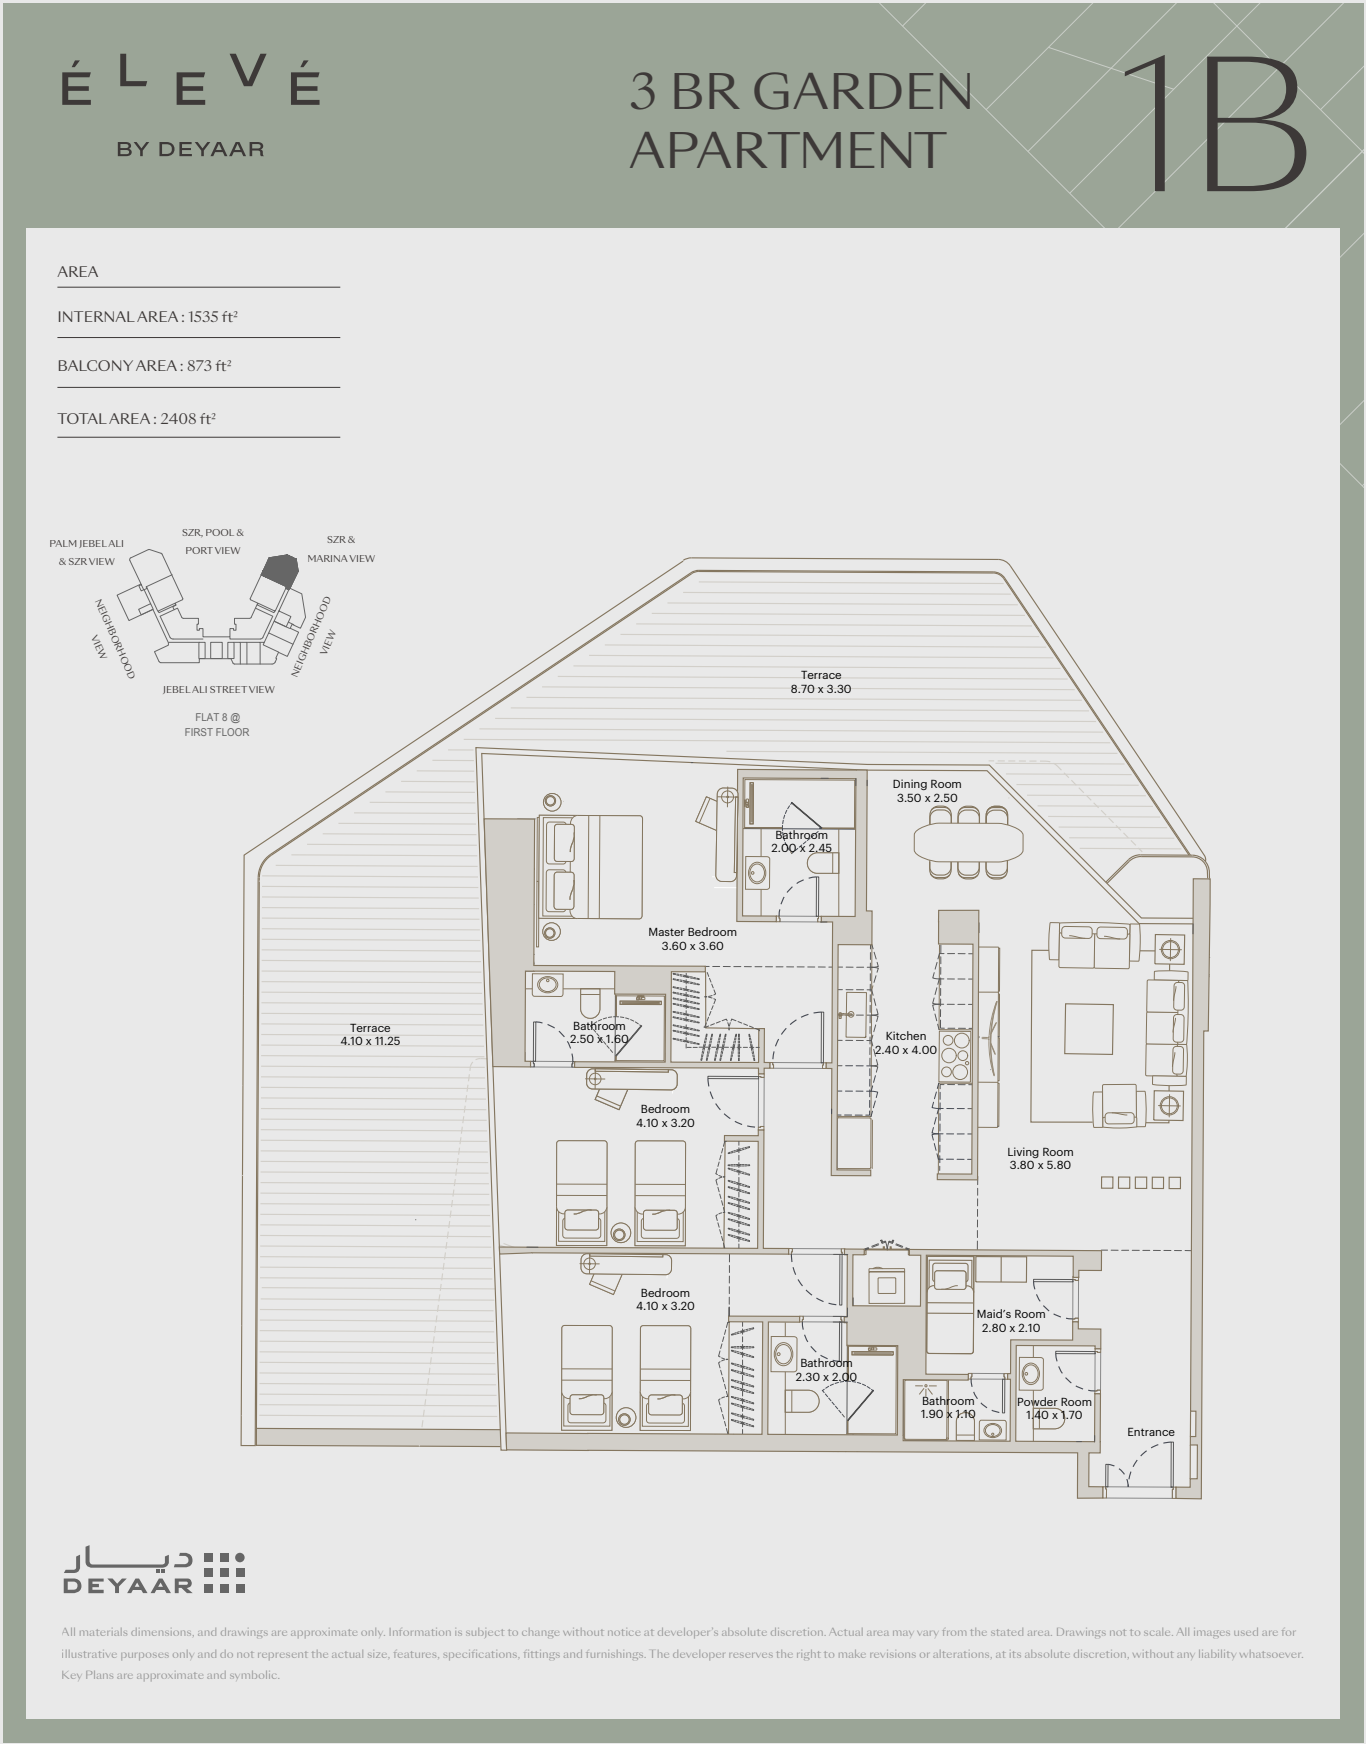 ÉLEVÉ
BY DEYAAR
3 BR GARDEN
APARTMENT
1B
AREA
INTERNAL AREA : 1535 ft²
BALCONY AREA : 873 ft²
TOTAL AREA : 2408 ft²
PALM JEBEL ALI
& SZR VIEW
SZR, POOL &
PORT VIEW
SZR &
MARINA VIEW
NEIGHBORHOOD
VIEW
NEIGHBORHOOD
VIEW
JEBEL ALI STREET VIEW
FLAT 8 @
FIRST FLOOR
Terrace
8.70 x 3.30
Dining Room
3.50 x 2.50
Bathroom
2.00 x 2.45
Master Bedroom
3.60 x 3.60
Terrace
4.10 x 11.25
Bathroom
2.50 x 1.60
Kitchen
2.40 x 4.00
Bedroom
4.10 x 3.20
Living Room
3.80 x 5.80
Bedroom
4.10 x 3.20
Maid's Room
2.80 x 2.10
Bathroom
2.30 x 2.00
Bathroom
1.90 x 1.10
Powder Room
1.40 x 1.70
Entrance
ديار
DEYAAR
All materials dimensions, and drawings are approximate only. Information is subject to change without notice at developer's absolute discretion. Actual area may vary from the stated area. Drawings not to scale. All images used are for
illustrative purposes only and do not represent the actual size, features, specifications, fittings and furnishings. The developer reserves the right to make revisions or alterations, at its absolute discretion, without any liability whatsoever.
Key Plans are approximate and symbolic.